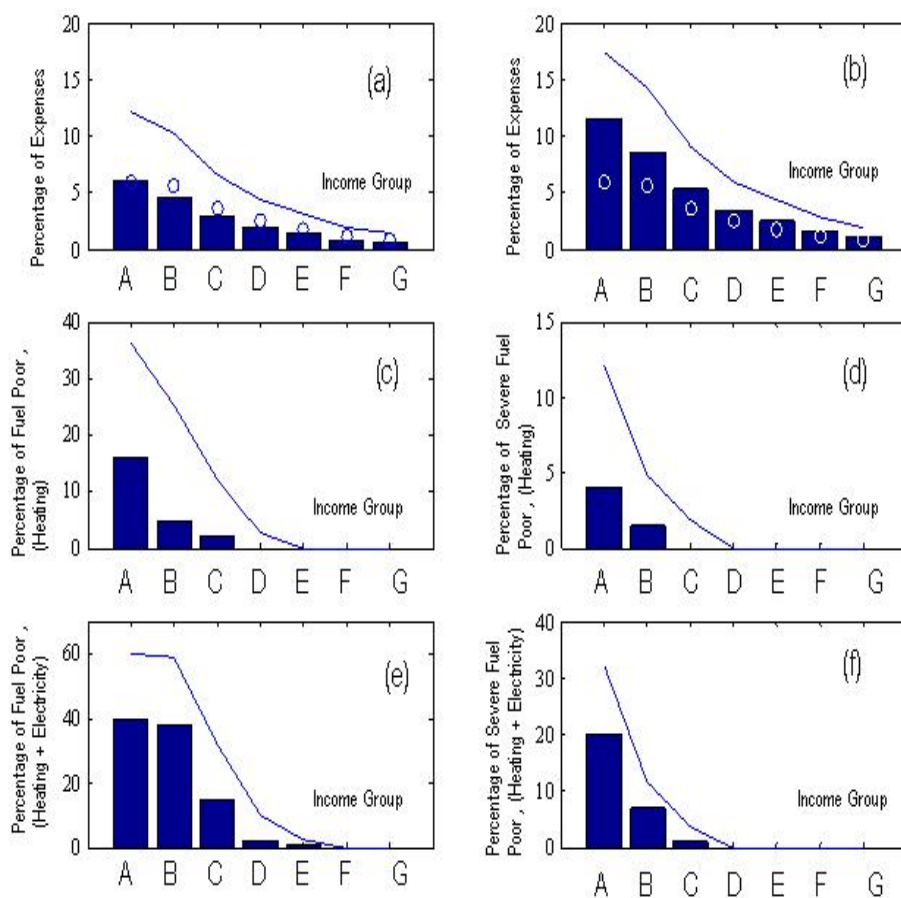 Percentage of Expenses
20
15
10
5
0
(a)
Income Group
A B C D E F G
Percentage of Expenses
20
15
10
5
0
(b)
Income Group
A B C D E F G
Percentage of Fuel Poor ,
(Heating)
40
30
20
10
0
(c)
Income Group
A B C D E F G
Percentage of Severe Fuel
Poor , (Heating)
15
10
5
0
(d)
Income Group
A B C D E F G
Percentage of Fuel Poor ,
(Heating + Electricity)
60
40
20
0
(e)
Income Group
A B C D E F G
Percentage of Severe Fuel
Poor , (Heating + Electricity)
40
30
20
10
0
(f)
Income Group
A B C D E F G